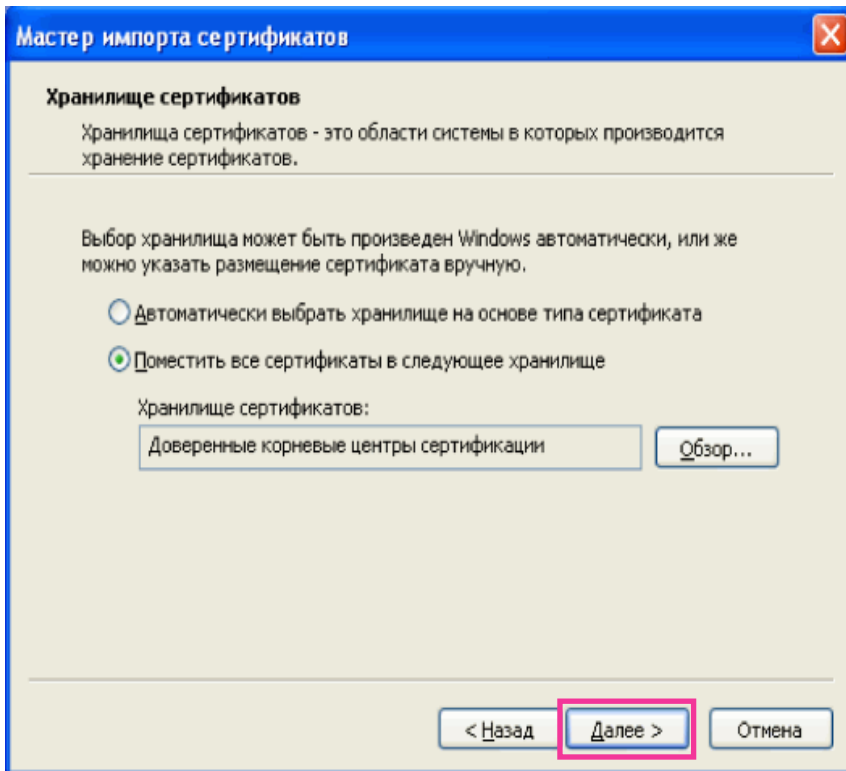 Мастер импорта сертификатов
Хранилище сертификатов
Хранилища сертификатов - это области системы в которых производится
хранение сертификатов.
Выбор хранилища может быть произведен Windows автоматически, или же
можно указать размещение сертификата вручную.
Автоматически выбрать хранилище на основе типа сертификата
Поместить все сертификаты в следующее хранилище
Хранилище сертификатов:
Доверенные корневые центры сертификации
Обзор...
< Назад Далее > Отмена